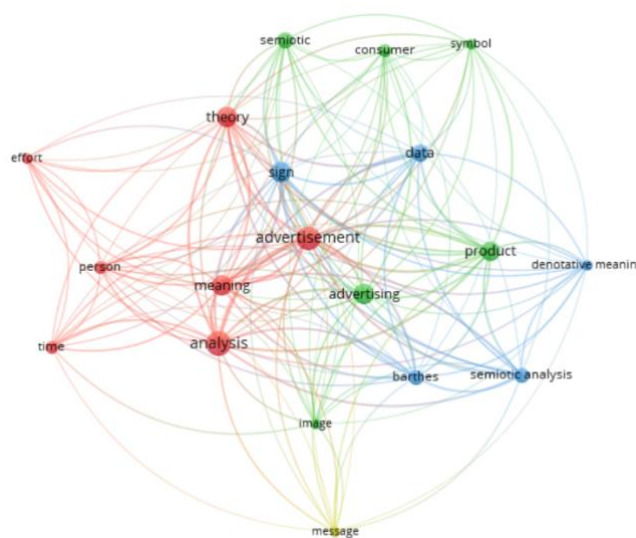 semiotic
consumer
symbol
theory
data
effort
sign
advertisement
product
person
denotative meanin
meaning
advertising
analysis
time
barthes
semiotic analysis
image
message